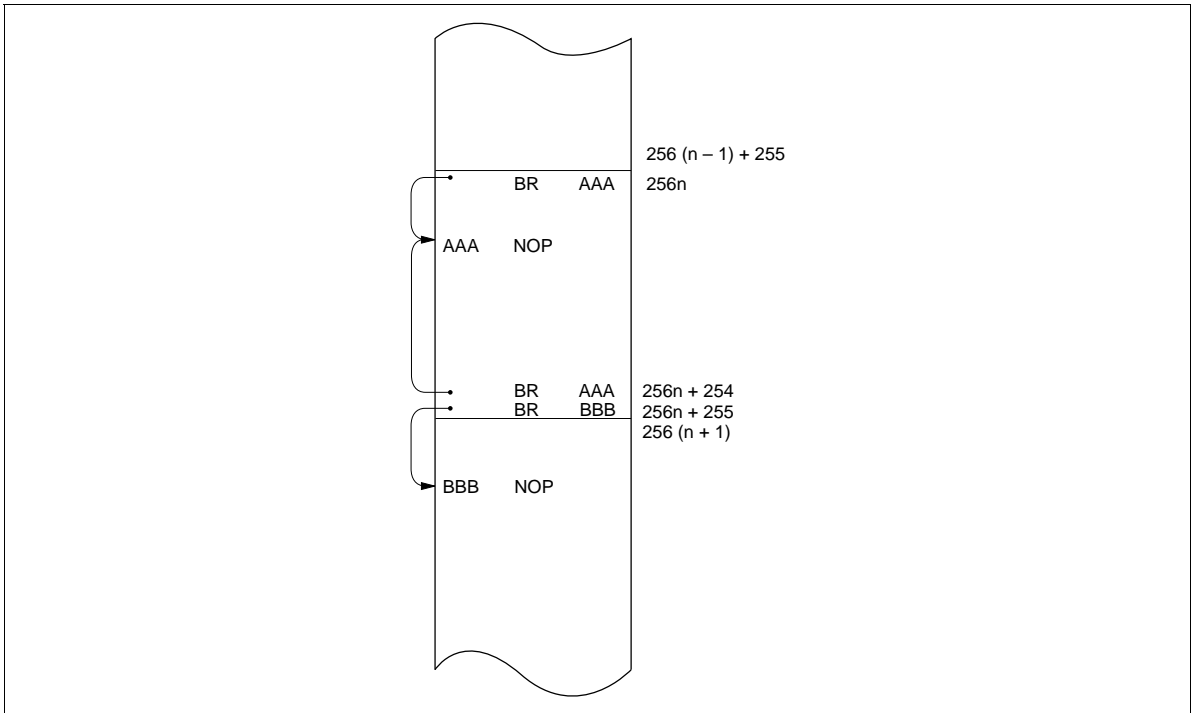 256 (n – 1) + 255
BR AAA 256n
AAA NOP
BR AAA 256n + 254
BR BBB 256n + 255
256 (n + 1)
BBB NOP